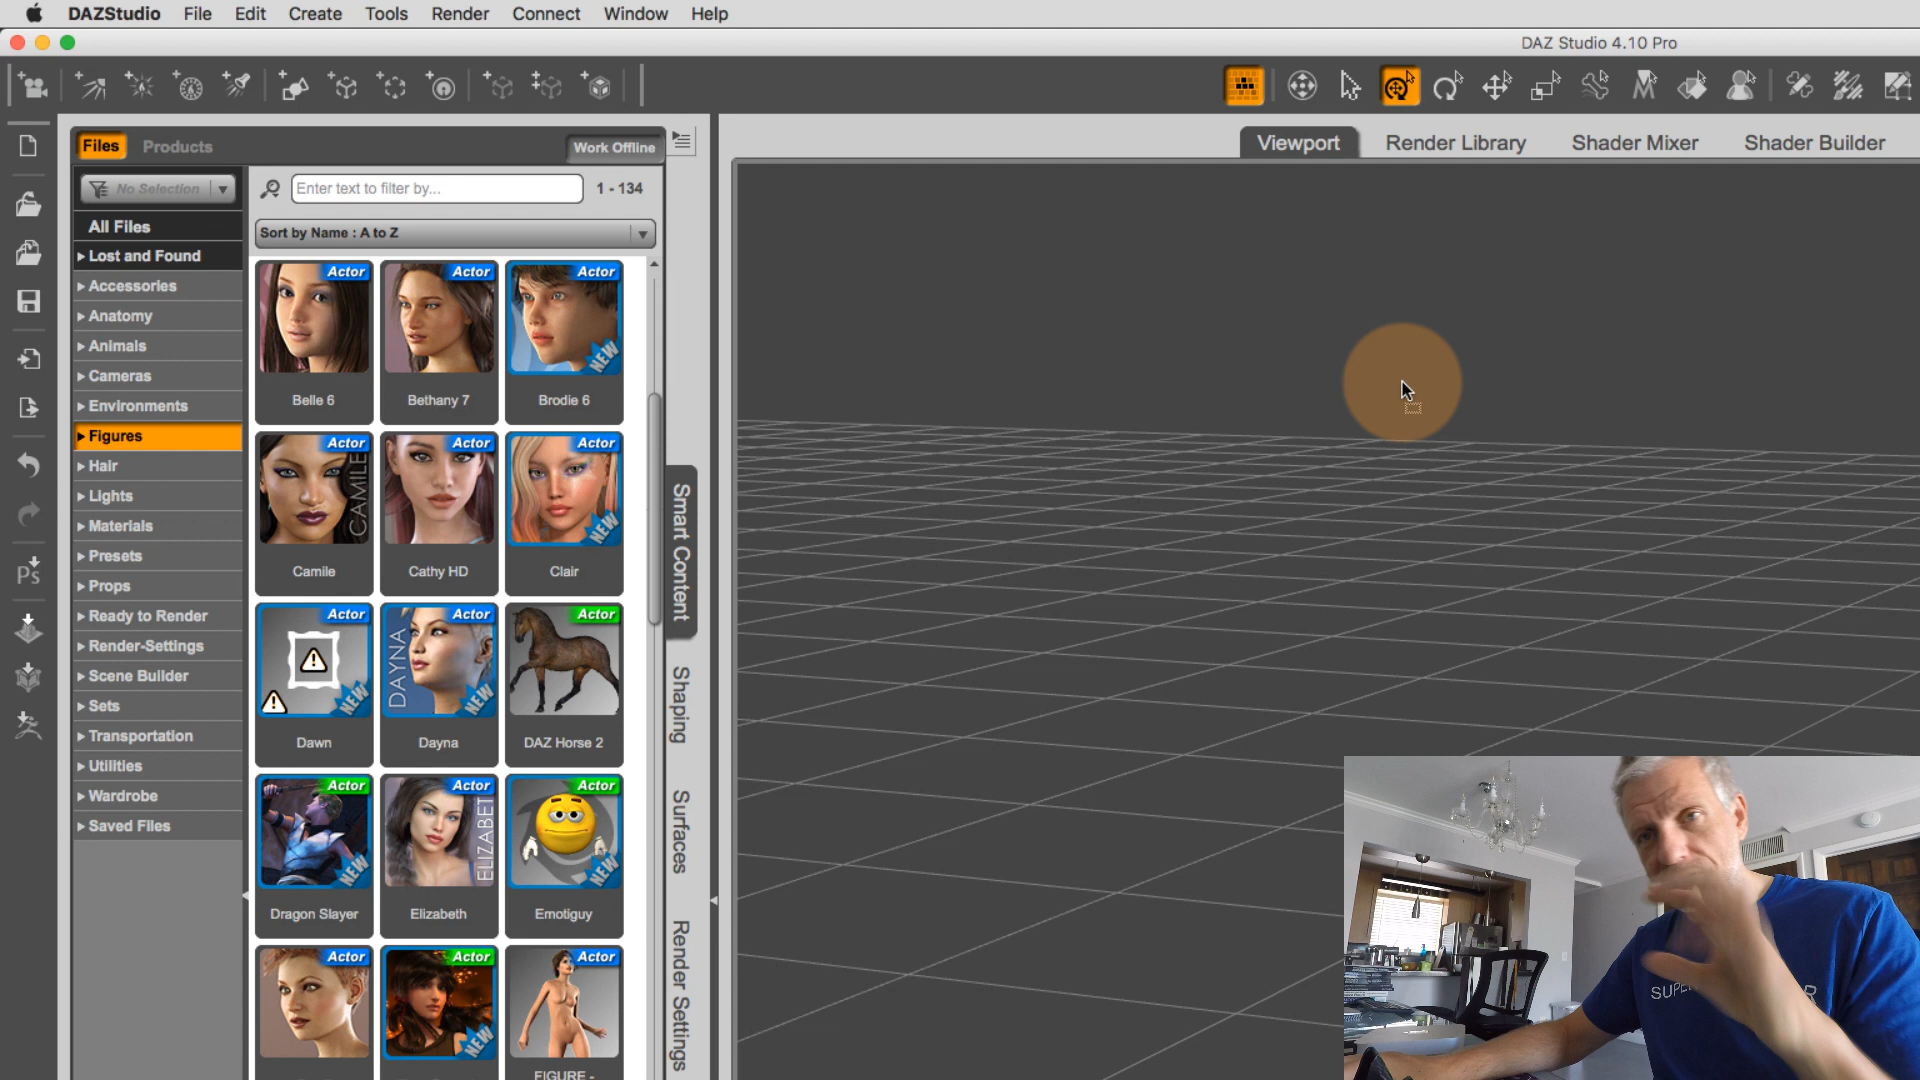 DAZStudio File Edit Create Tools Render Connect Window Help
DAZ Studio 4.10 Pro
Files Products Work Offline
Viewport Render Library Shader Mixer Shader Builder
No Selection
Enter text to filter by... 1 - 134
Sort by Name : A to Z
All Files
Lost and Found
Accessories
Anatomy
Animals
Cameras
Environments
Figures
Hair
Lights
Materials
Presets
Props
Ready to Render
Render-Settings
Scene Builder
Sets
Transportation
Utilities
Wardrobe
Saved Files
Actor Actor Actor
NEW
Belle 6 Bethany 7 Brodie 6
Actor Actor Actor
CAMILE
NEW
Camile Cathy HD Clair
Actor Actor Actor
DAYNA
NEW NEW
Dawn Dayna DAZ Horse 2
Actor Actor Actor
ELIZABET
NEW NEW
Dragon Slayer Elizabeth Emotiguy
Actor Actor Actor
NEW
FIGURE -
Smart Content
Shaping
Surfaces
Render Settings
Ps